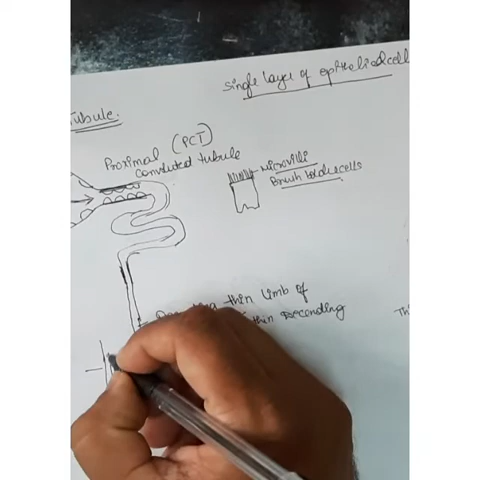 Single layer of epithelial cell
Tubule.
Proximal (PCT)
convoluted tubule
Microvilli
Brush border cells
thin limb of
thin Descending
Th